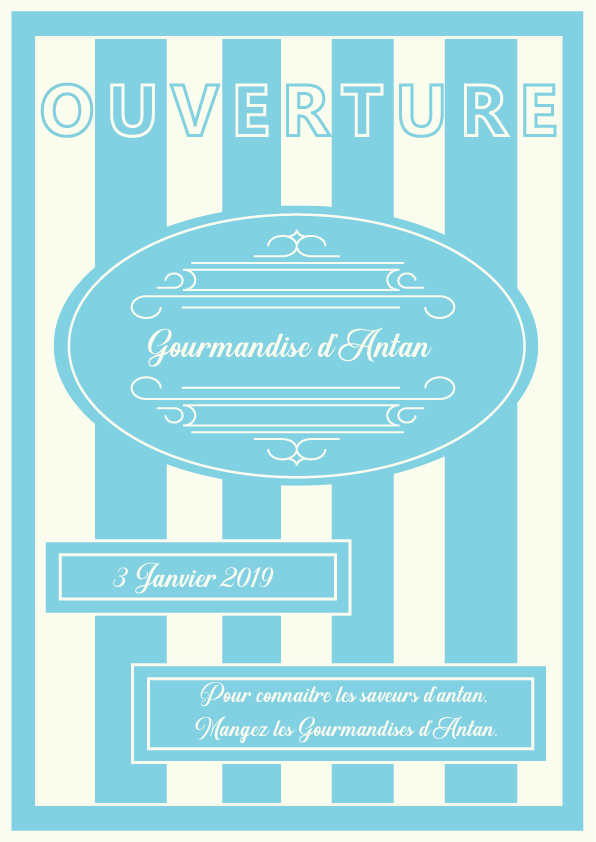 OUVERTURE
Gourmandise d'Antan
3 Janvier 2019
Pour connaitre les saveurs d'antan,
Mangez les Gourmandises d'Antan.